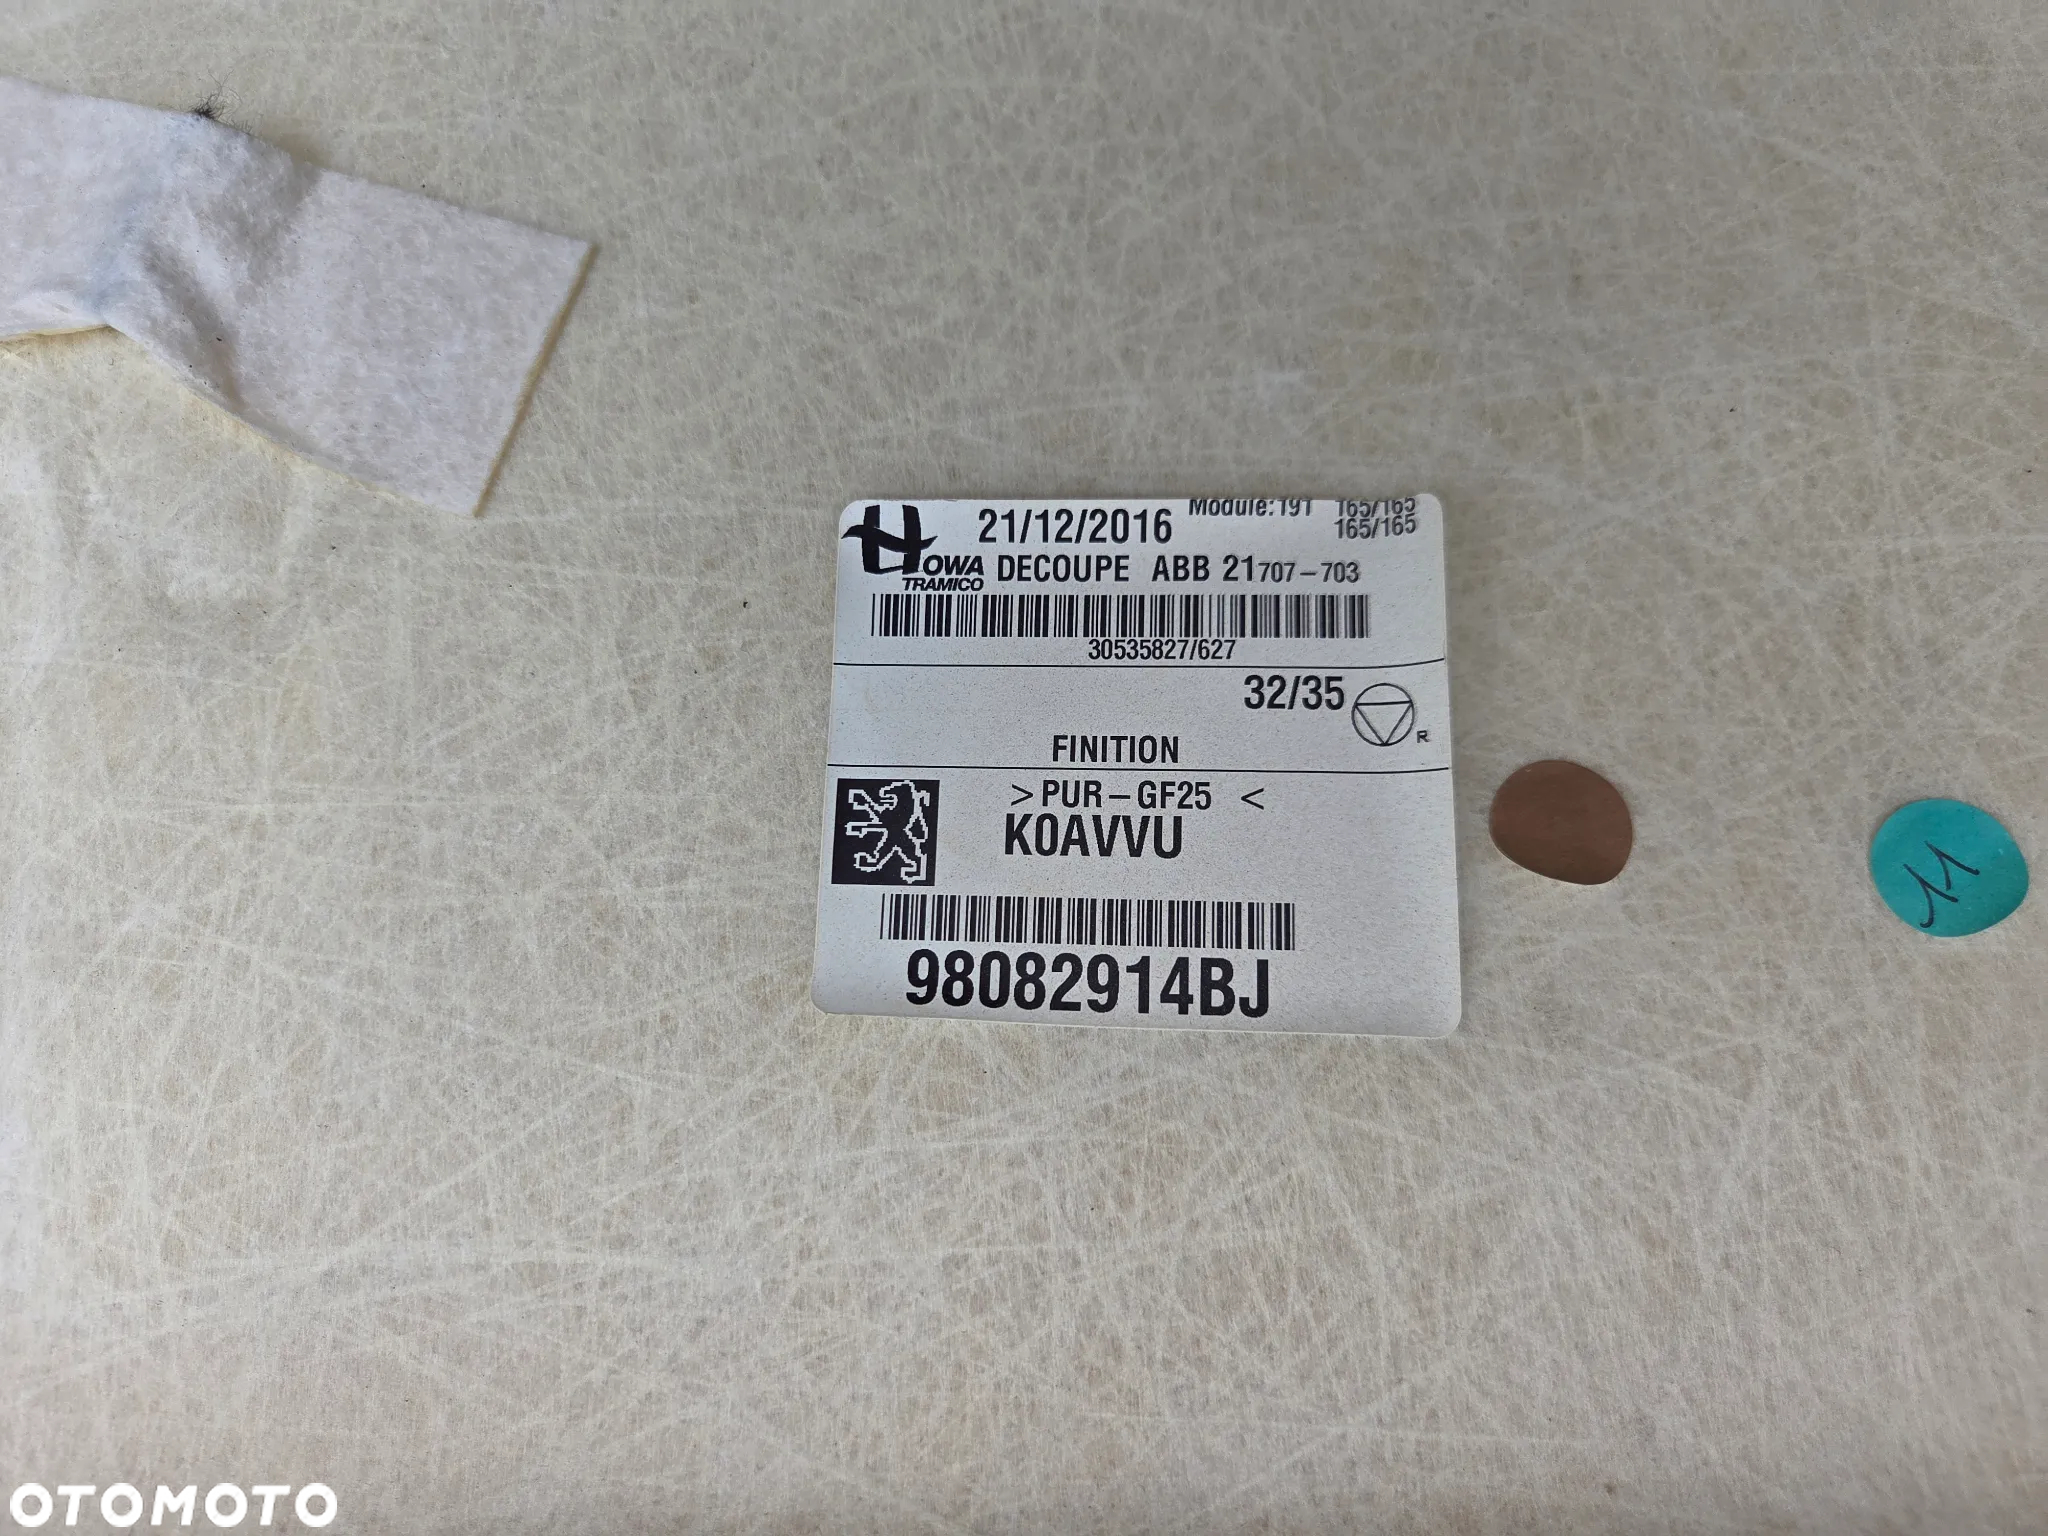 Module:191 165/165
21/12/2016 165/165
HOWA TRAMICO
DECOUPE ABB 21707-703
30535827/627
32/35
R
FINITION
>PUR-GF25 <
K0AVVU
98082914BJ
11
OTOMOTO